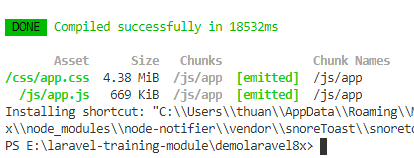 DONE Compiled successfully in 18532ms
Asset Size Chunks Chunk Names
/css/app.css 4.38 MiB /js/app [emitted] /js/app
/js/app.js 669 KiB /js/app [emitted] /js/app
Installing shortcut: "C:\\Users\\thuan\\AppData\\Roaming\\
x\\node_modules\\node-notifier\\vendor\\snoreToast\\snoret
PS E:\laravel-training-module\demolaravel8x>